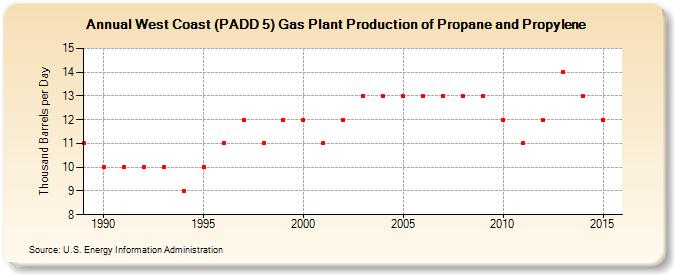 Annual West Coast (PADD 5) Gas Plant Production of Propane and Propylene
Thousand Barrels per Day
15
14
13
12
11
10
9
8
1990 1995 2000 2005 2010 2015
Source: U.S. Energy Information Administration